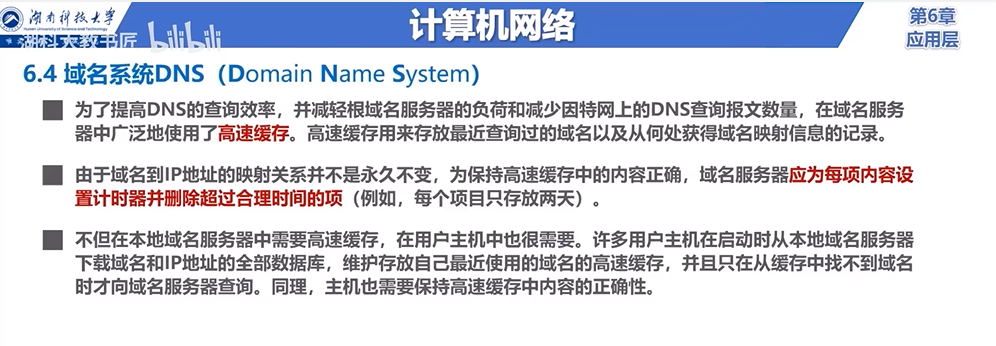 湖南科技大学
Hunan University of Science and Technology
计算机网络
第6章
应用层
湖科大教书匠 bilibili
6.4 域名系统DNS（Domain Name System）
为了提高DNS的查询效率，并减轻根域名服务器的负荷和减少因特网上的DNS查询报文数量，在域名服务
器中广泛地使用了高速缓存。高速缓存用来存放最近查询过的域名以及从何处获得域名映射信息的记录。
由于域名到IP地址的映射关系并不是永久不变，为保持高速缓存中的内容正确，域名服务器应为每项内容设
置计时器并删除超过合理时间的项（例如，每个项目只存放两天）。
不但在本地域名服务器中需要高速缓存，在用户主机中也很需要。许多用户主机在启动时从本地域名服务器
下载域名和IP地址的全部数据库，维护存放自己最近使用的域名的高速缓存，并且只在从缓存中找不到域名
时才向域名服务器查询。同理，主机也需要保持高速缓存中内容的正确性。